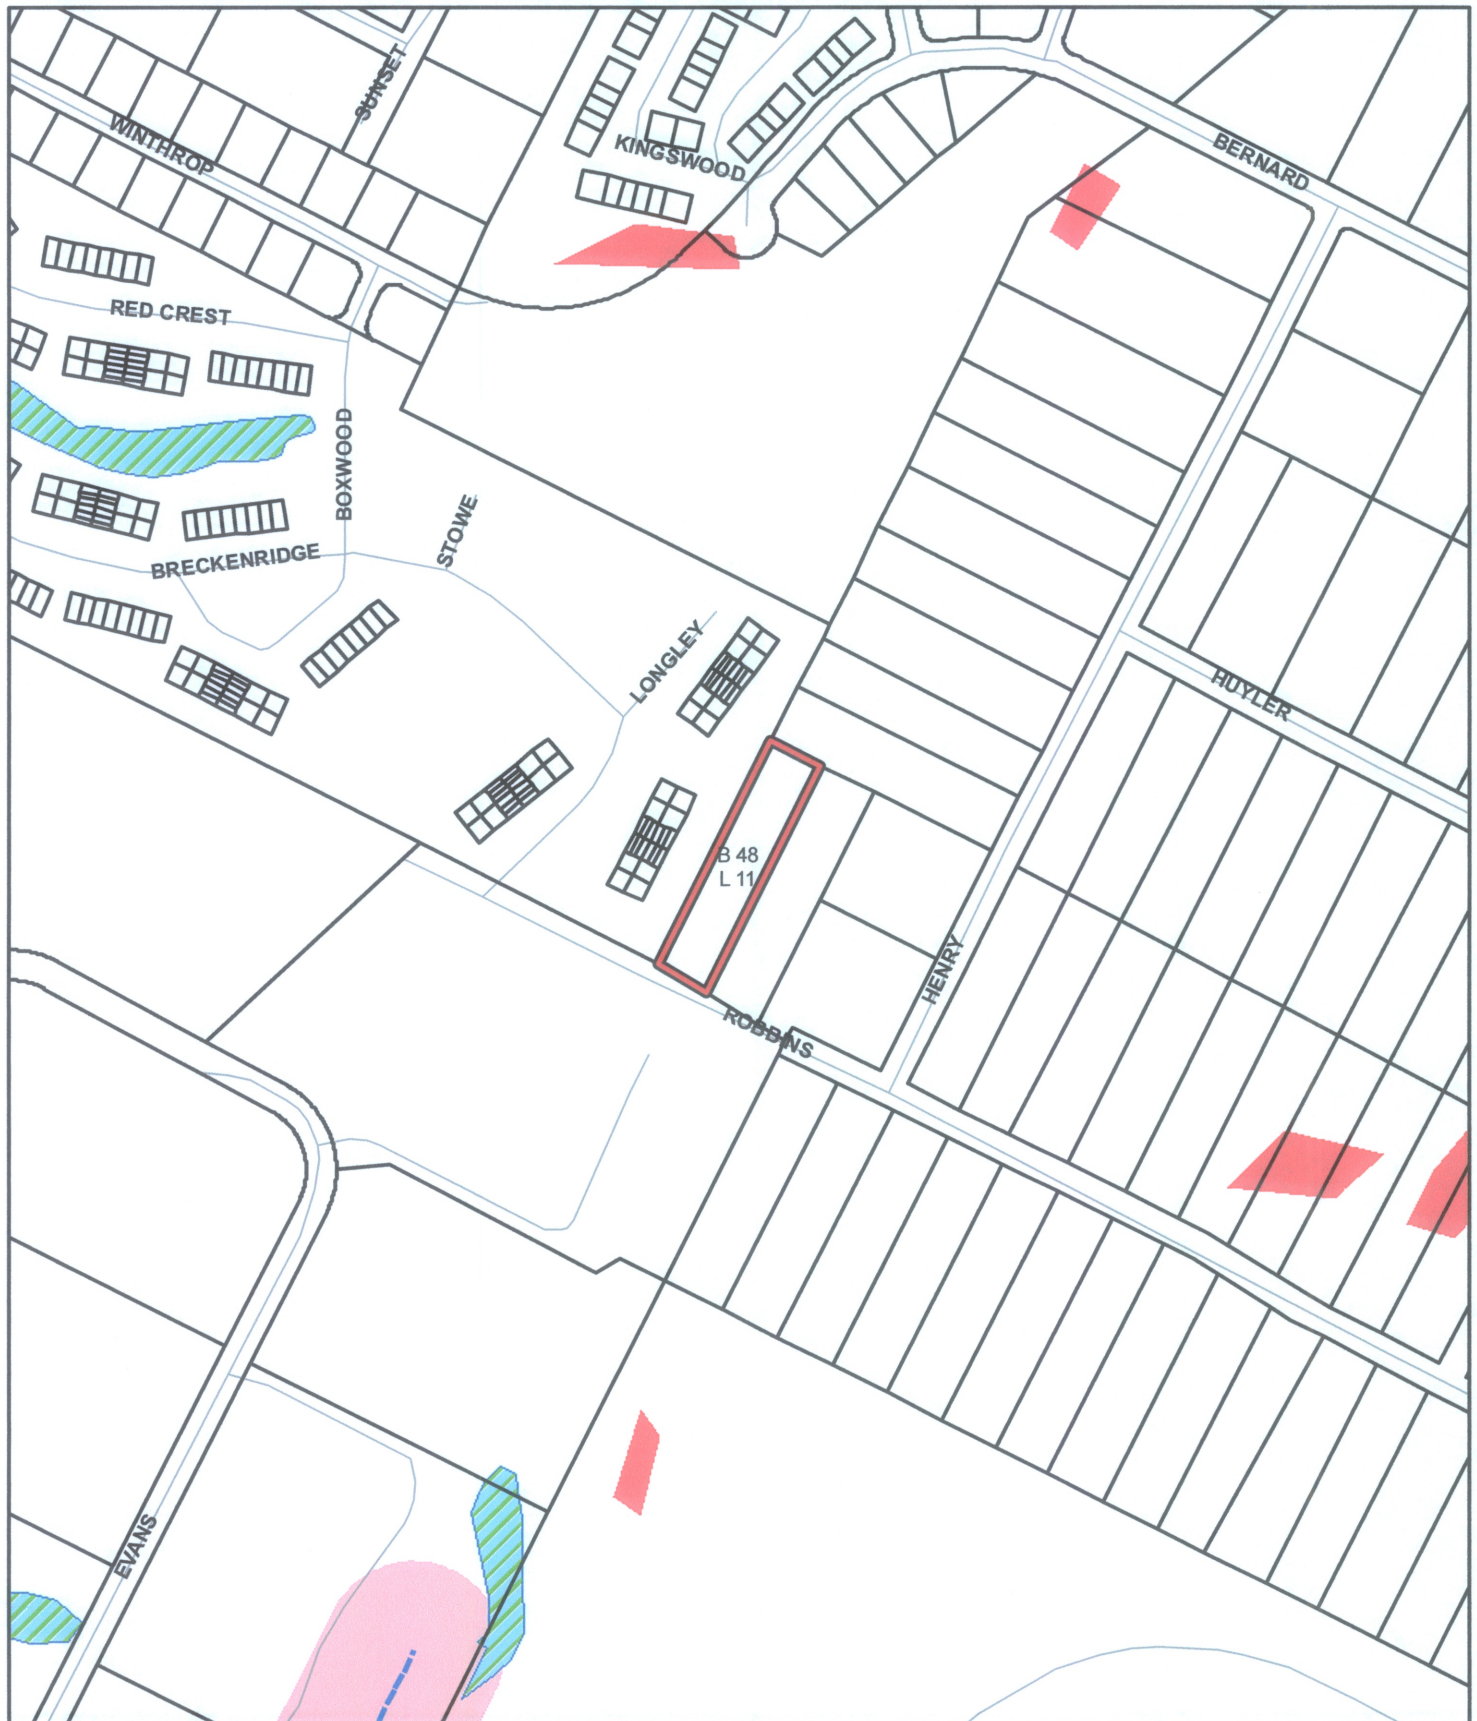 SUNSET
WINTHROP
KINGSWOOD
BERNARD
RED CREST
BOXWOOD
STOWE
BRECKENRIDGE
LONGLEY
HUYLER
B 48
L 11
HENRY
ROBBINS
EVANS